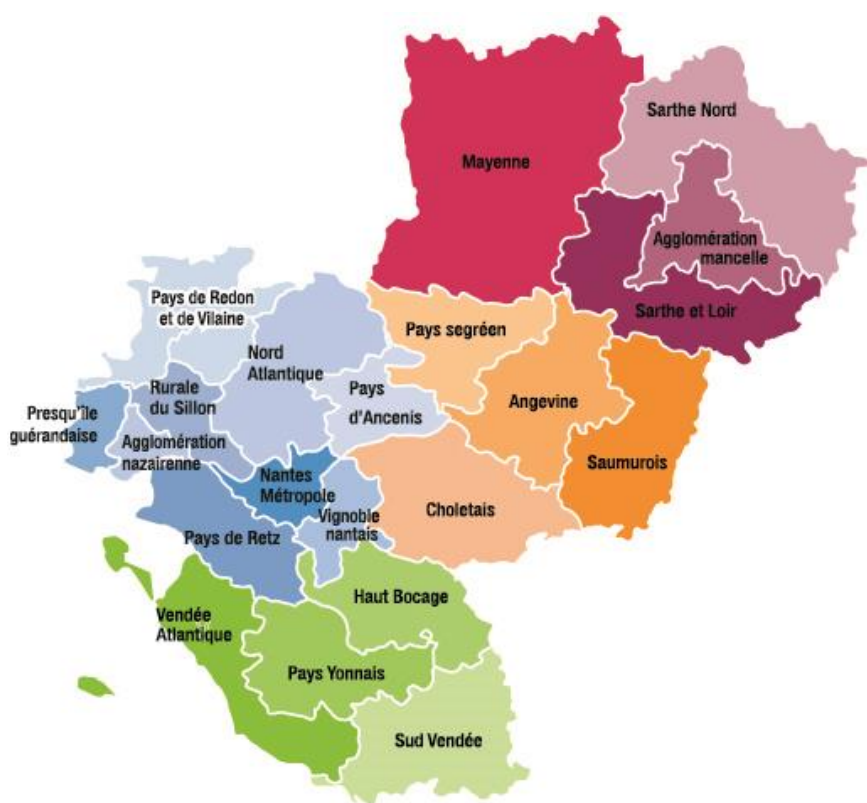 Sarthe Nord
Mayenne
Agglomération
mancelle
Sarthe et Loir
Pays de Redon
et de Vilaine
Pays segréen
Nord
Atlantique
Pays
d'Ancenis
Angevine
Rurale
du Sillon
Presqu'île
guérandaise
Agglomération
nazairenne
Saumurois
Nantes
Métropole
Vignoble
nantais
Choletais
Pays de Retz
Haut Bocage
Vendée
Atlantique
Pays Yonnais
Sud Vendée